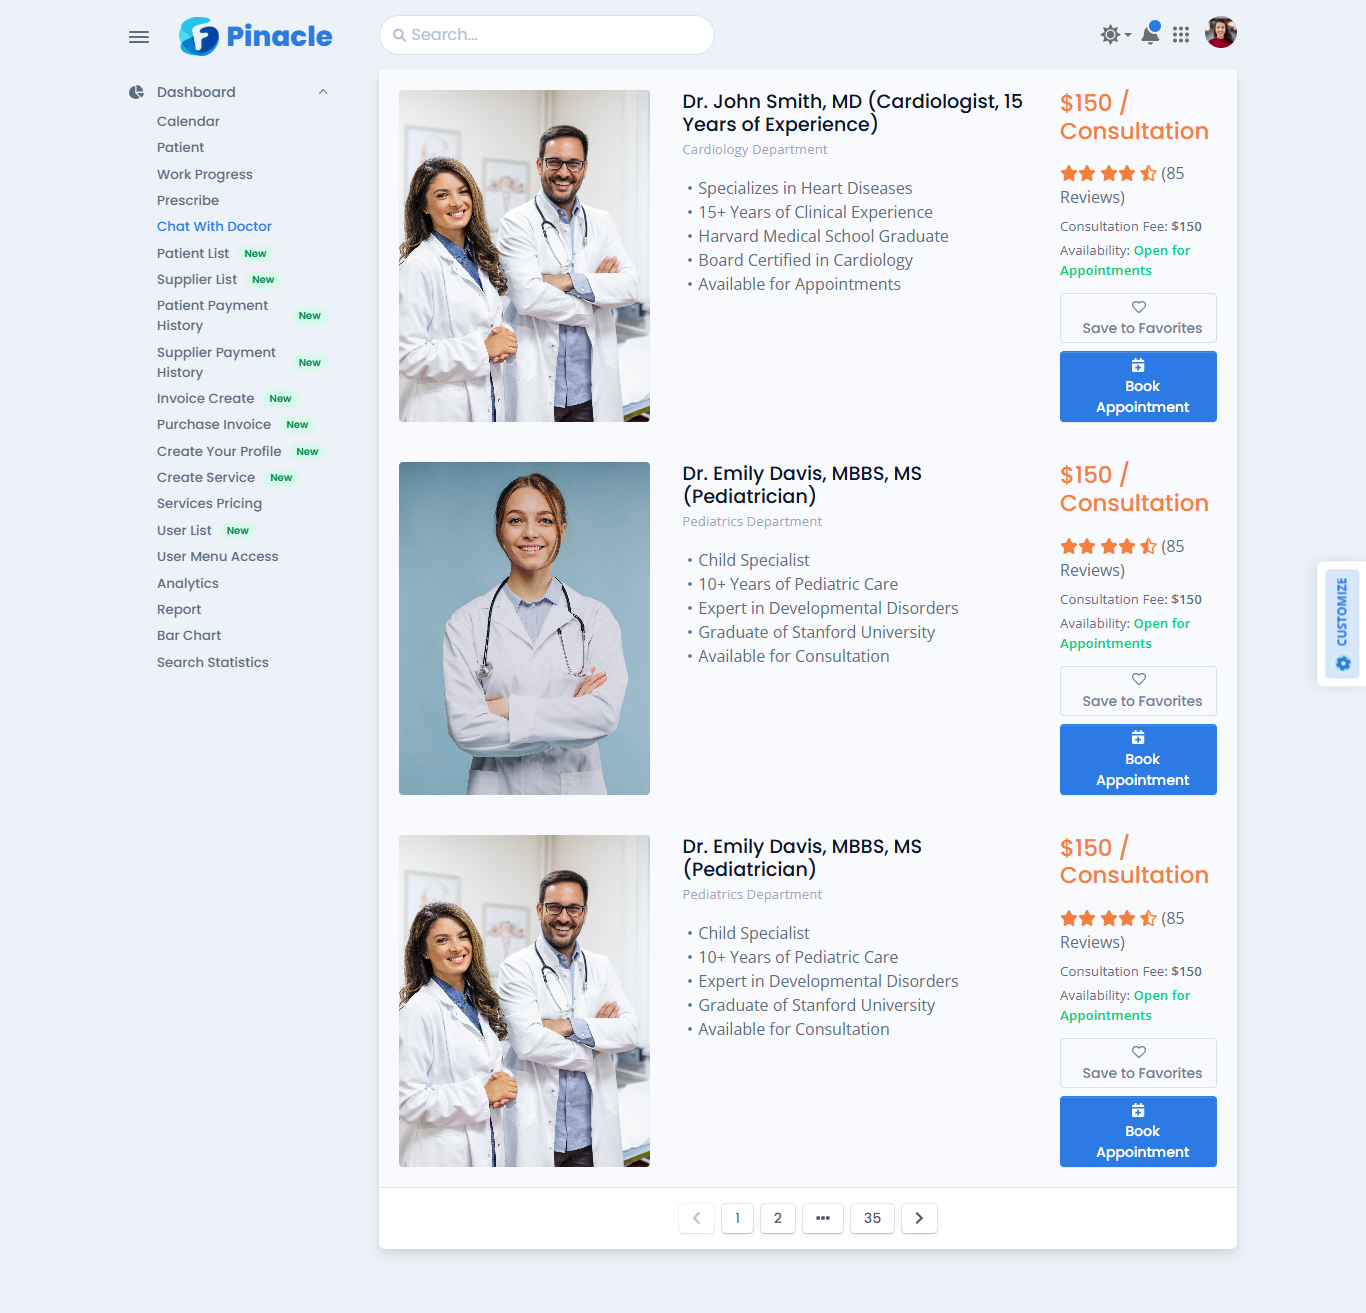 Pinacle
Search...
Dashboard
Calendar
Patient
Work Progress
Prescribe
Chat With Doctor
Patient List New
Supplier List New
Patient Payment
History New
Supplier Payment
History New
Invoice Create New
Purchase Invoice New
Create Your Profile New
Create Service New
Services Pricing
User List New
User Menu Access
Analytics
Report
Bar Chart
Search Statistics
Dr. John Smith, MD (Cardiologist, 15
Years of Experience)
Cardiology Department
• Specializes in Heart Diseases
• 15+ Years of Clinical Experience
• Harvard Medical School Graduate
• Board Certified in Cardiology
• Available for Appointments
$150 /
Consultation
(85
Reviews)
Consultation Fee: $150
Availability: Open for
Appointments
Save to Favorites
Book
Appointment
Dr. Emily Davis, MBBS, MS
(Pediatrician)
Pediatrics Department
• Child Specialist
• 10+ Years of Pediatric Care
• Expert in Developmental Disorders
• Graduate of Stanford University
• Available for Consultation
$150 /
Consultation
(85
Reviews)
Consultation Fee: $150
Availability: Open for
Appointments
Save to Favorites
Book
Appointment
Dr. Emily Davis, MBBS, MS
(Pediatrician)
Pediatrics Department
• Child Specialist
• 10+ Years of Pediatric Care
• Expert in Developmental Disorders
• Graduate of Stanford University
• Available for Consultation
$150 /
Consultation
(85
Reviews)
Consultation Fee: $150
Availability: Open for
Appointments
Save to Favorites
Book
Appointment
1 2 ••• 35
CUSTOMIZE